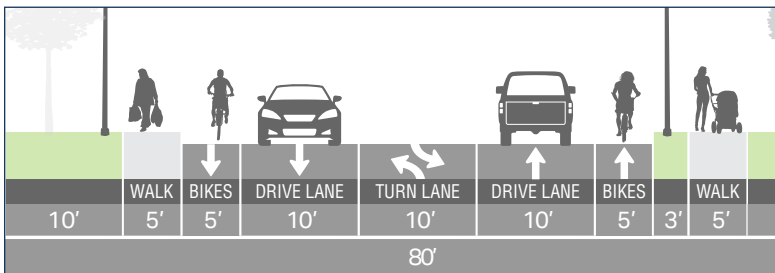 WALK BIKES DRIVE LANE TURN LANE DRIVE LANE BIKES WALK
10' 5' 5' 10' 10' 10' 5' 3' 5'
80'